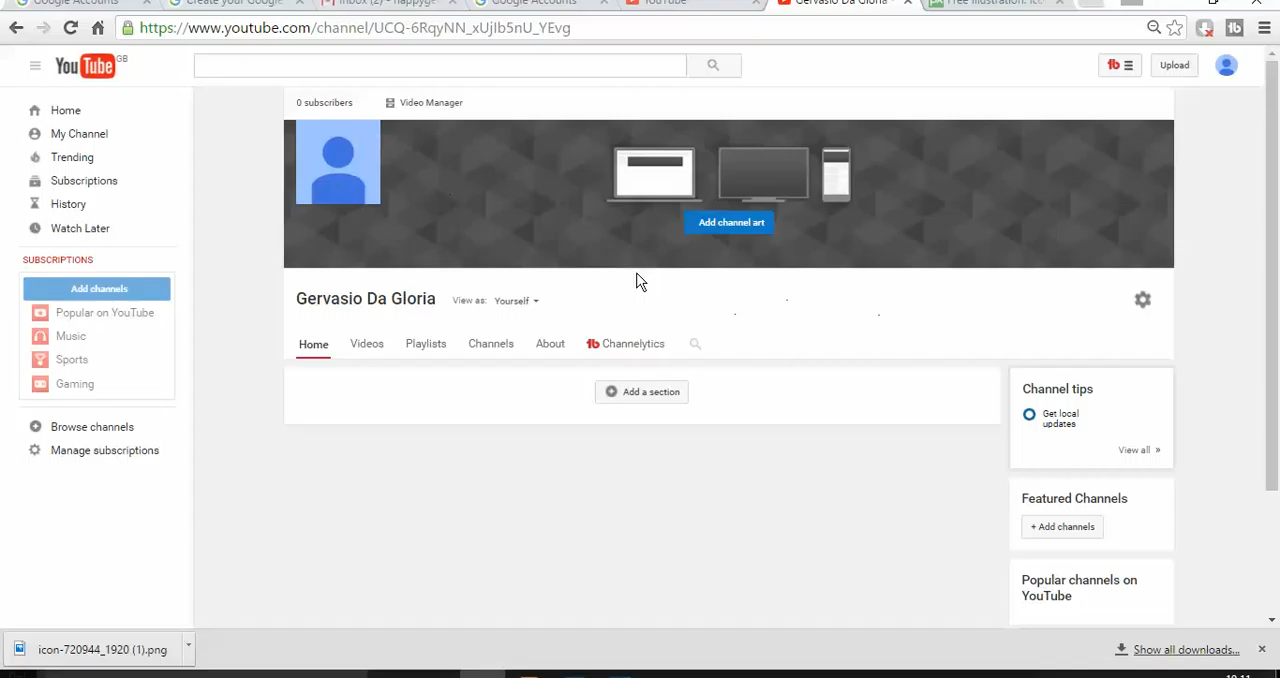 Google Accounts
Create your Google
Inbox (2) - happyg
Google Accounts
YouTube
Gervasio Da Gloria
Free illustration: Ic
https://www.youtube.com/channel/UCQ-6RqyNN_xUjIb5nU_YEvg
YouTube GB
Upload
0 subscribers
Video Manager
Home
My Channel
Trending
Subscriptions
History
Watch Later
SUBSCRIPTIONS
Add channels
Popular on YouTube
Music
Sports
Gaming
Browse channels
Manage subscriptions
Add channel art
Gervasio Da Gloria
View as: Yourself
Home Videos Playlists Channels About Channelytics
Add a section
Channel tips
Get local
updates
View all »
Featured Channels
+ Add channels
Popular channels on
YouTube
icon-720944_1920 (1).png
Show all downloads...